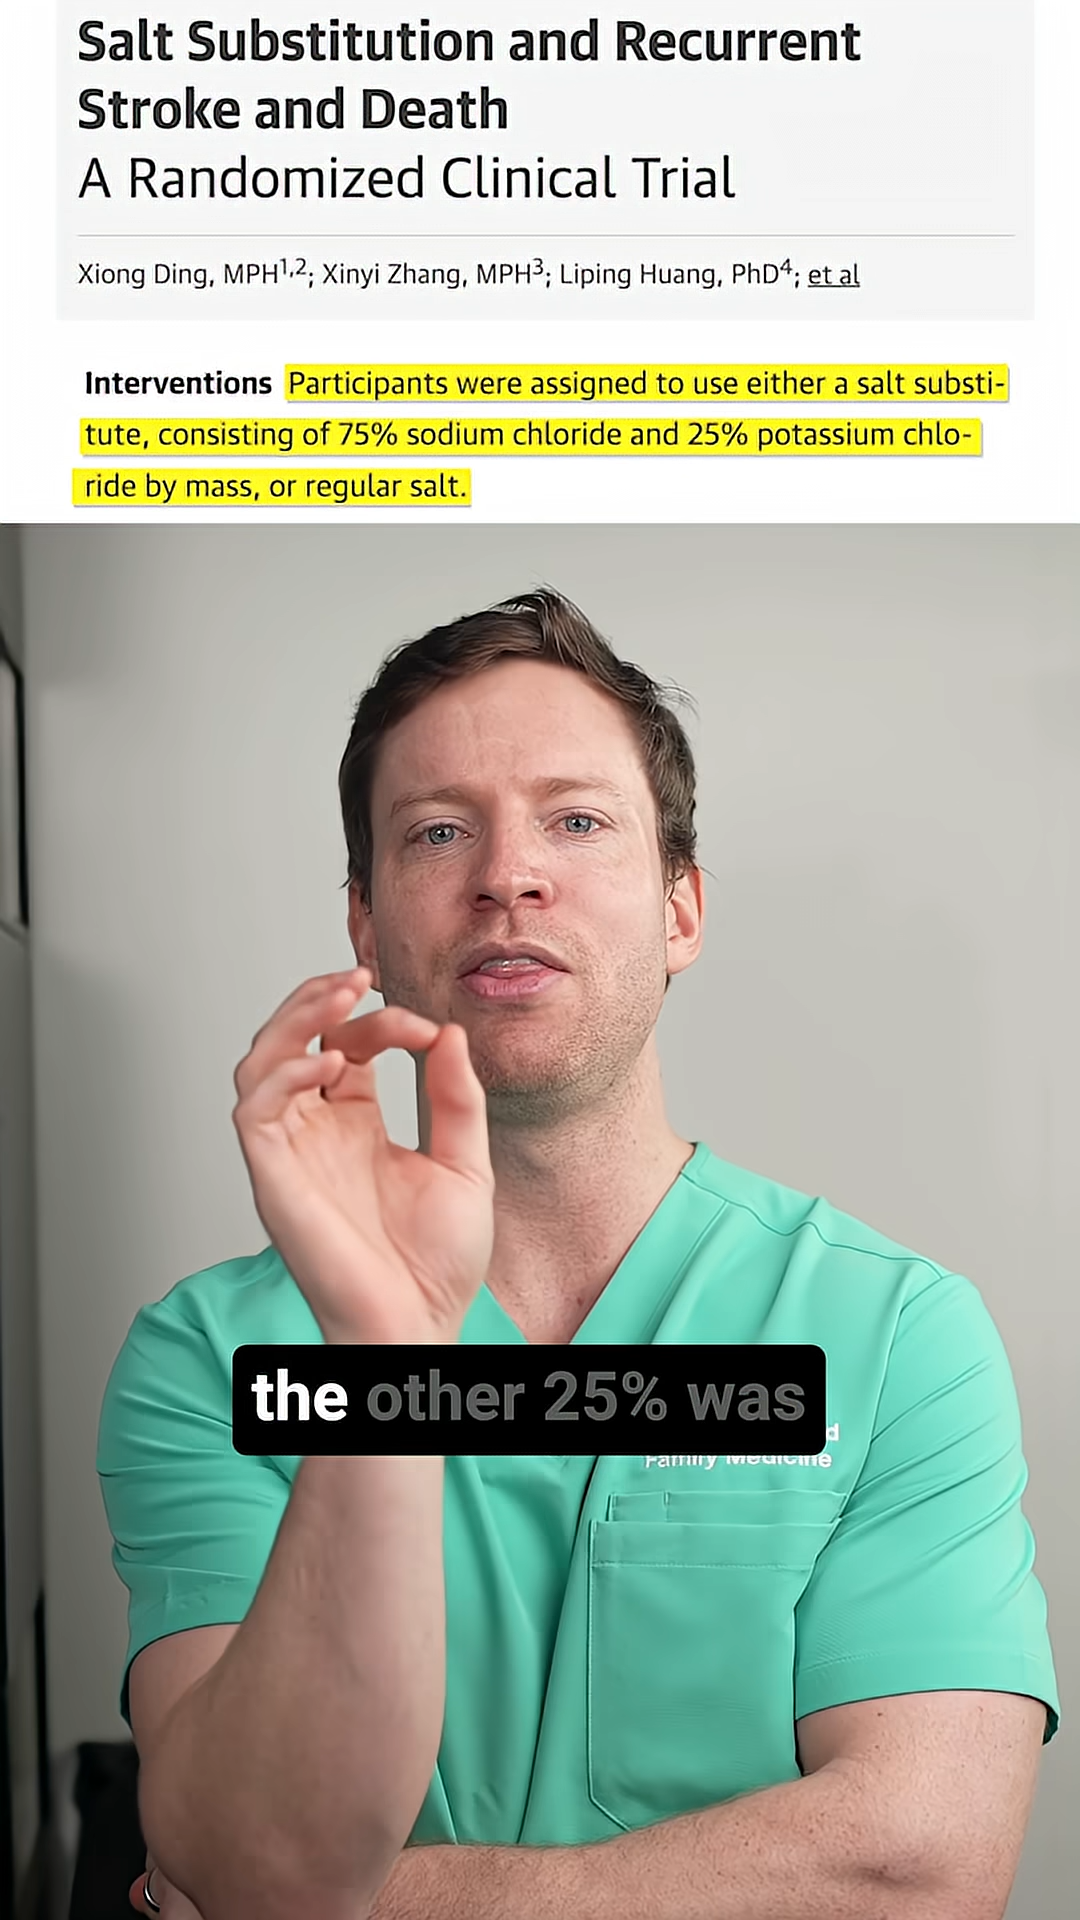 Salt Substitution and Recurrent
Stroke and Death
A Randomized Clinical Trial
Xiong Ding, MPH1,2; Xinyi Zhang, MPH3; Liping Huang, PhD4; et al
Interventions Participants were assigned to use either a salt substi-
tute, consisting of 75% sodium chloride and 25% potassium chlo-
ride by mass, or regular salt.
the other 25% was
Family Medicine